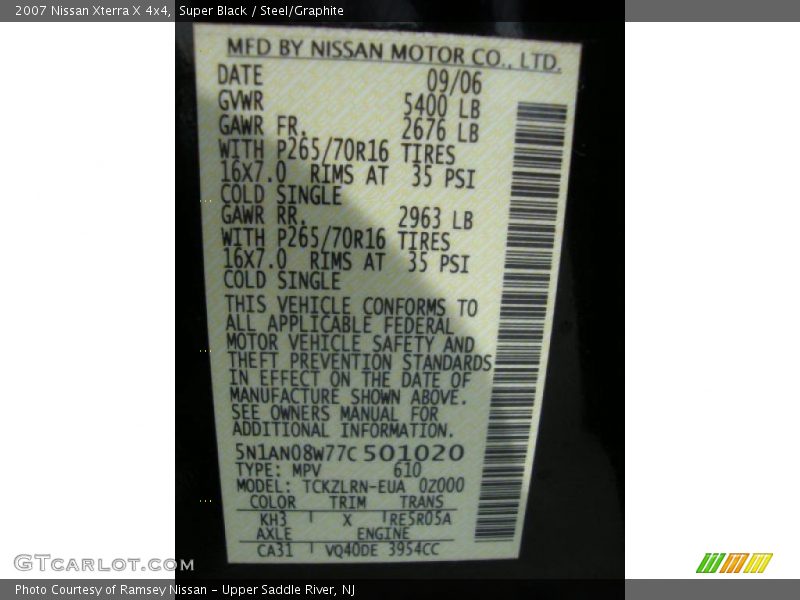 2007 Nissan Xterra X 4x4, Super Black / Steel/Graphite
MFD BY NISSAN MOTOR CO., LTD.
DATE 09/06
GVWR 5400 LB
GAWR FR. 2676 LB
WITH P265/70R16 TIRES
16X7.0 RIMS AT 35 PSI
COLD SINGLE
GAWR RR. 2963 LB
WITH P265/70R16 TIRES
16X7.0 RIMS AT 35 PSI
COLD SINGLE
THIS VEHICLE CONFORMS TO
ALL APPLICABLE FEDERAL
MOTOR VEHICLE SAFETY AND
THEFT PREVENTION STANDARDS
IN EFFECT ON THE DATE OF
MANUFACTURE SHOWN ABOVE.
SEE OWNERS MANUAL FOR
ADDITIONAL INFORMATION.
5N1AN08W77C501020
TYPE: MPV 610
MODEL: TCKZLRN-EUA 0Z000
COLOR TRIM TRANS
KH3 X RE5R05A
AXLE ENGINE
CA31 VQ40DE 3954CC
GTCarLot.com
Photo Courtesy of Ramsey Nissan - Upper Saddle River, NJ